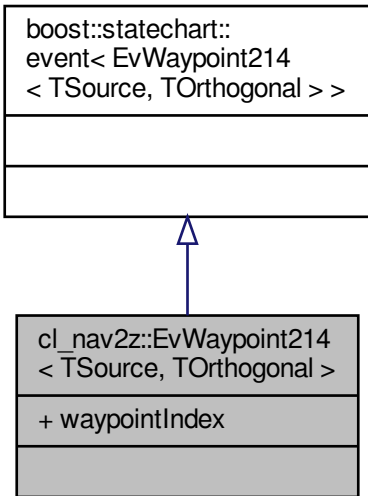 boost::statechart::
event< EvWaypoint214
< TSource, TOrthogonal > >
cl_nav2z::EvWaypoint214
< TSource, TOrthogonal >
+ waypointIndex